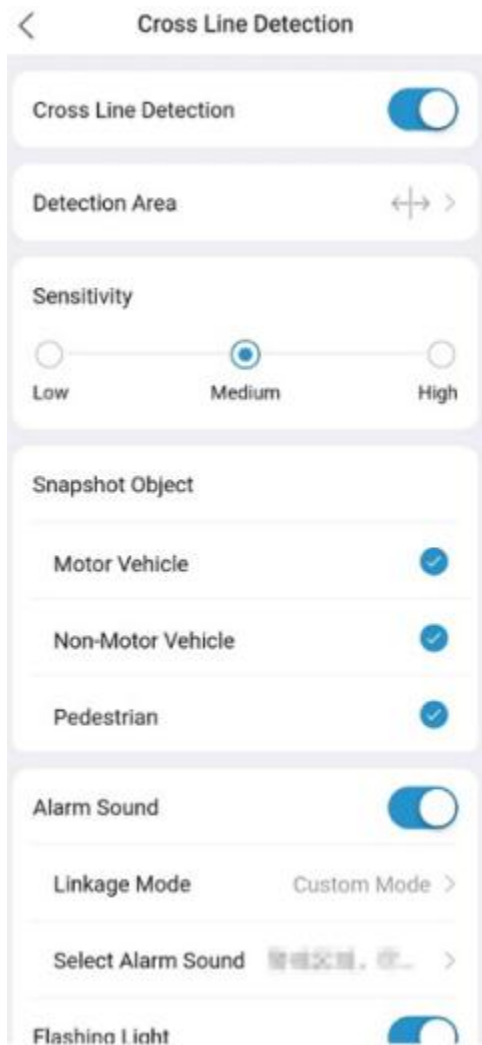 Cross Line Detection
Cross Line Detection
Detection Area
Sensitivity
Low Medium High
Snapshot Object
Motor Vehicle
Non-Motor Vehicle
Pedestrian
Alarm Sound
Linkage Mode Custom Mode
Select Alarm Sound
Flashing Light